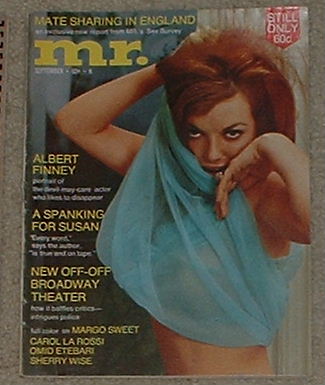 MATE SHARING IN ENGLAND
an exclusive new report from MR.'s Sex Survey
mr.
STILL
ONLY
60¢
SEPTEMBER
ALBERT
FINNEY
portrait of
the devil-may-care actor
who likes to disappear
A SPANKING
FOR SUSAN
"Every word,"
says the author,
"is true and on tape."
NEW OFF-OFF
BROADWAY
THEATER
how it baffles critics—
intrigues police
full color on MARGO SWEET
CAROL LA ROSSI
OMID ETEBARI
SHERRY WISE